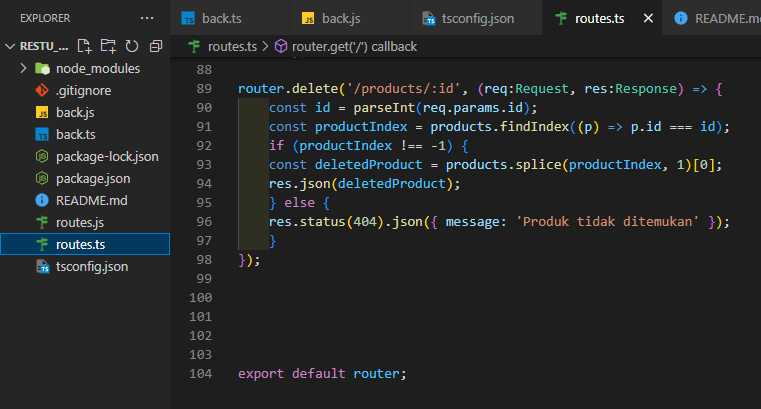 EXPLORER
RESTU_...
node_modules
.gitignore
back.js
back.ts
package-lock.json
package.json
README.md
routes.js
routes.ts
tsconfig.json
back.ts
back.js
tsconfig.json
routes.ts
README.md
routes.ts > router.get('/') callback
88
89 router.delete('/products/:id', (req:Request, res:Response) => {
90 const id = parseInt(req.params.id);
91 const productIndex = products.findIndex((p) => p.id === id);
92 if (productIndex !== -1) {
93 const deletedProduct = products.splice(productIndex, 1)[0];
94 res.json(deletedProduct);
95 } else {
96 res.status(404).json({ message: 'Produk tidak ditemukan' });
97 }
98 });
99
100
101
102
103
104 export default router;